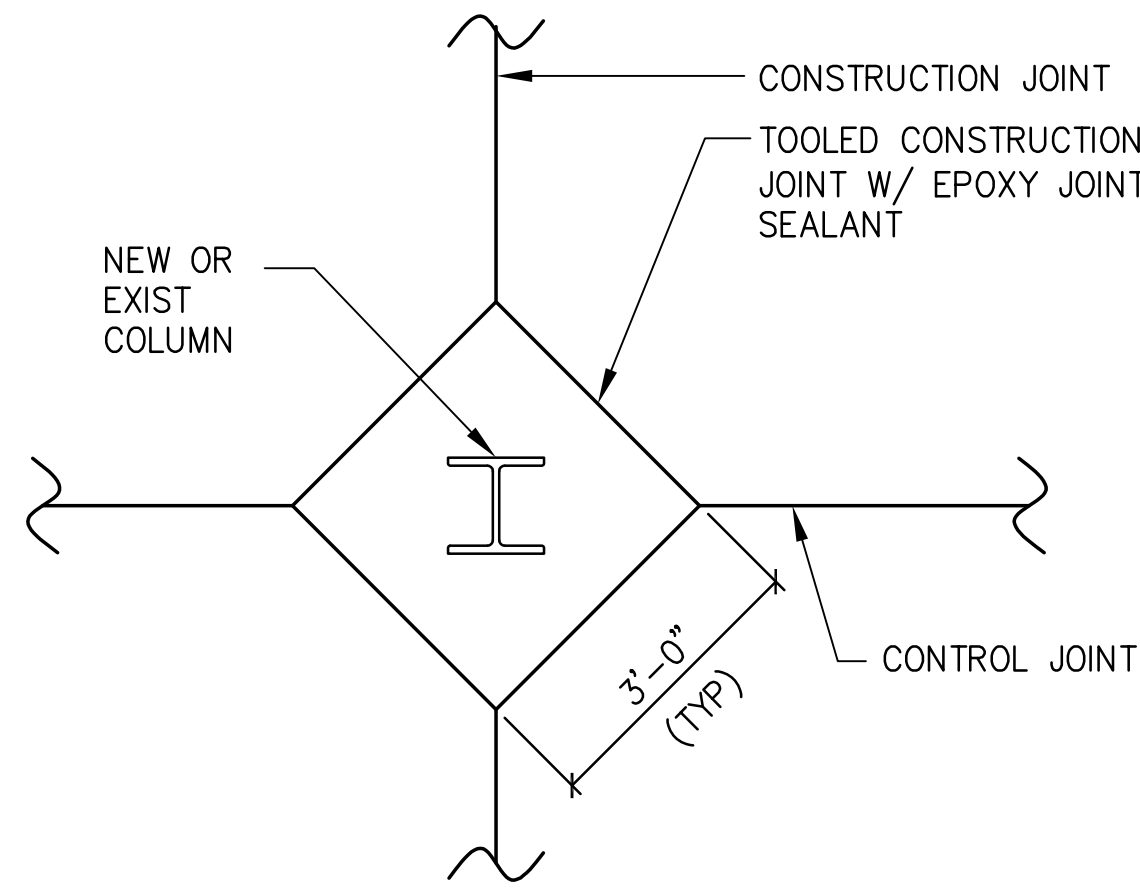 CONSTRUCTION JOINT
TOOLED CONSTRUCTION
JOINT W/ EPOXY JOINT
SEALANT
NEW OR
EXIST
COLUMN
3'-0"
(TYP)
CONTROL JOINT